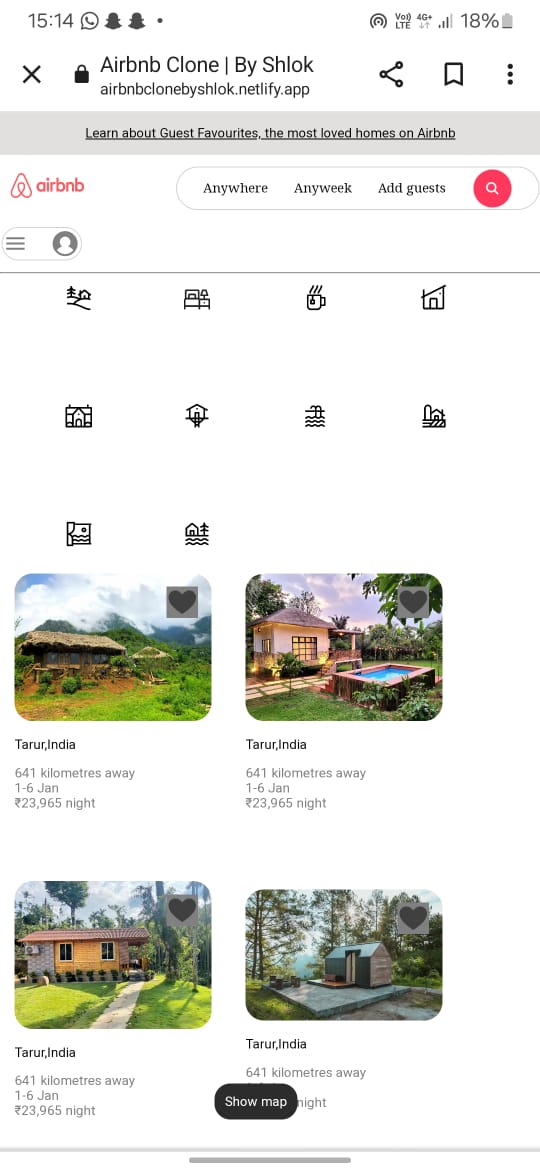 15:14
Vo)) LTE 4G+ 18%
Airbnb Clone | By Shlok
airbnbclonebyshlok.netlify.app
Learn about Guest Favourites, the most loved homes on Airbnb
airbnb
Anywhere Anyweek Add guests
Tarur,India
641 kilometres away
1-6 Jan
₹23,965 night
Tarur,India
641 kilometres away
1-6 Jan
₹23,965 night
Tarur,India
641 kilometres away
1-6 Jan
₹23,965 night
Tarur,India
641 kilometres away
night
Show map